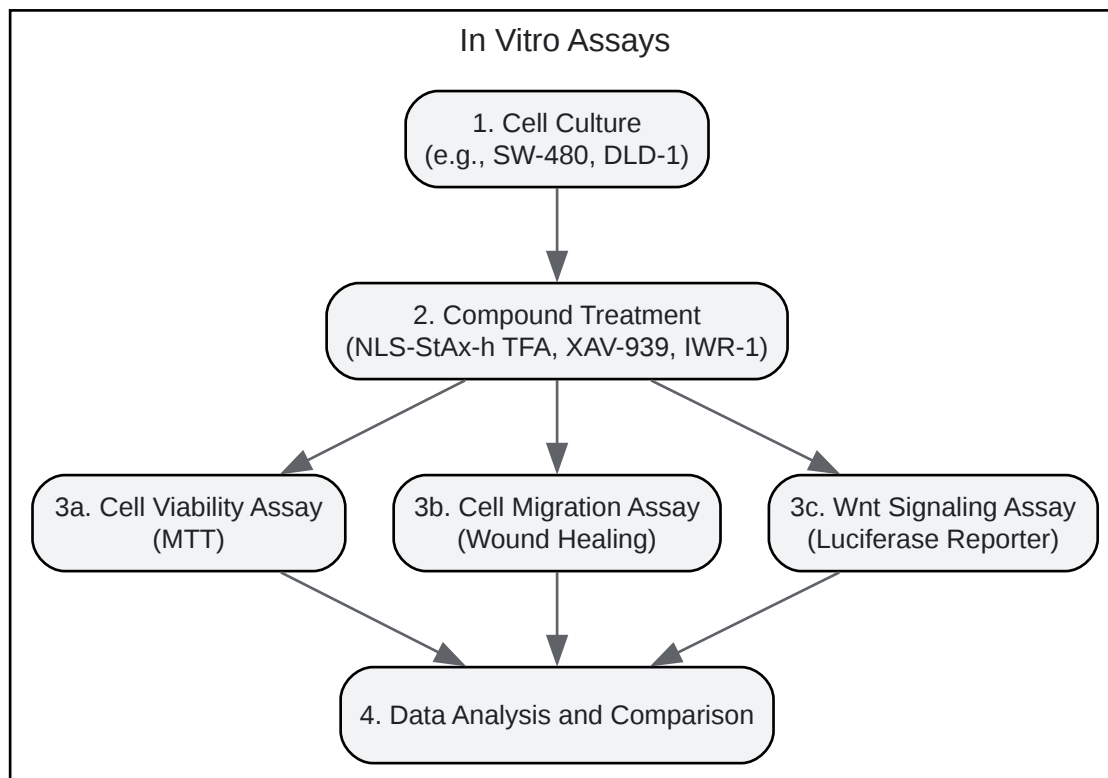 In Vitro Assays
1. Cell Culture
(e.g., SW-480, DLD-1)
2. Compound Treatment
(NLS-StAx-h TFA, XAV-939, IWR-1)
3a. Cell Viability Assay
(MTT)
3b. Cell Migration Assay
(Wound Healing)
3c. Wnt Signaling Assay
(Luciferase Reporter)
4. Data Analysis and Comparison